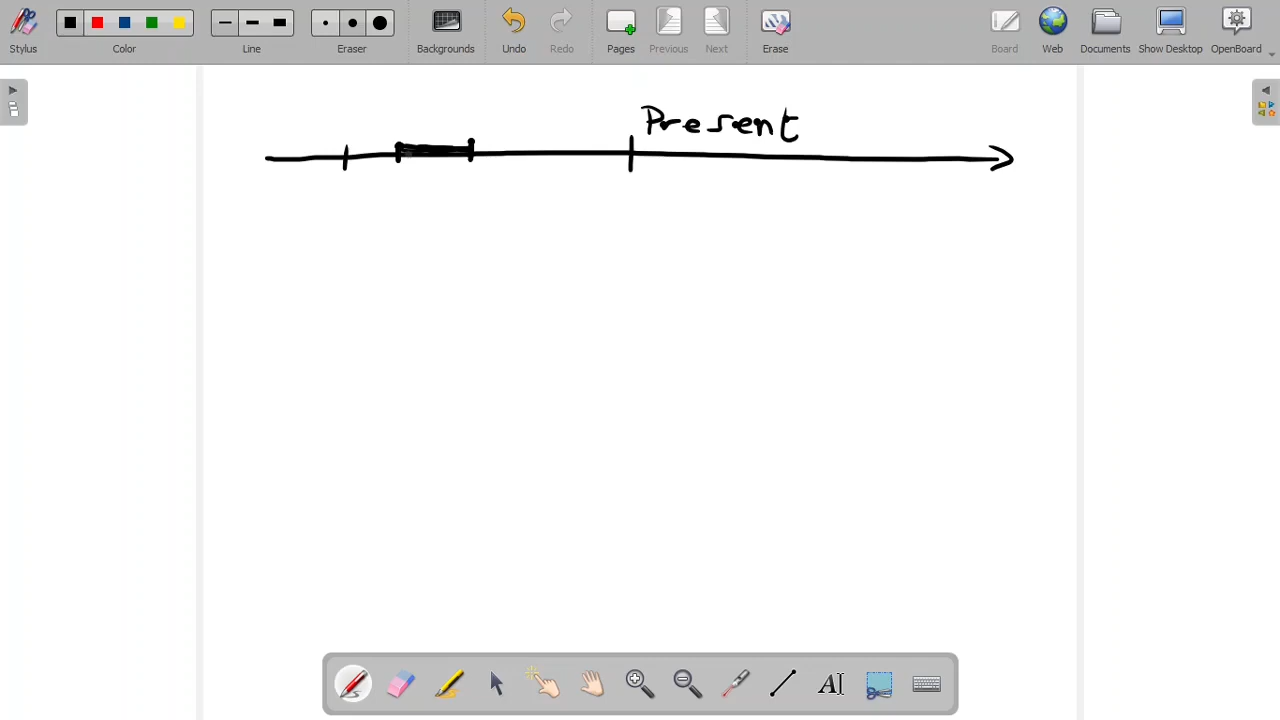 Stylus Color Line Eraser Backgrounds Undo Redo Pages Previous Next Erase Board Web Documents Show Desktop OpenBoard
Present
AI